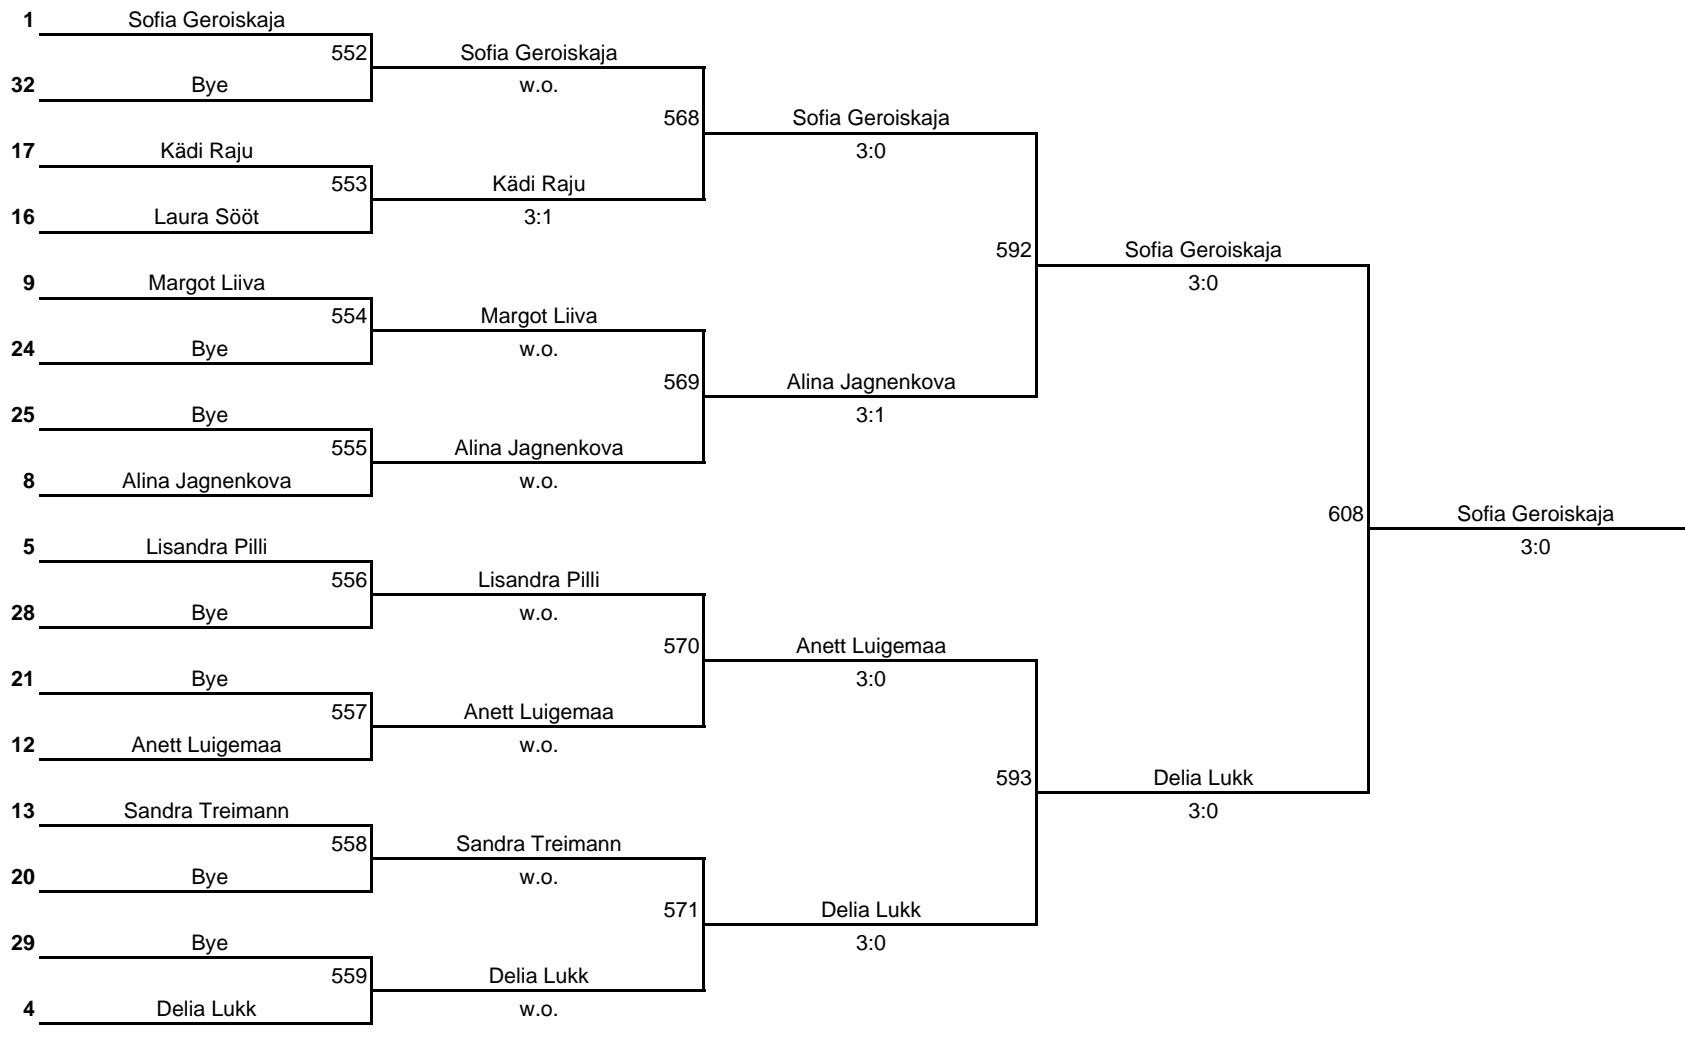 1 Sofia Geroiskaja
552 Sofia Geroiskaja
32 Bye w.o.
568 Sofia Geroiskaja
17 Kädi Raju 3:0
553 Kädi Raju
16 Laura Sööt 3:1
592 Sofia Geroiskaja
9 Margot Liiva 3:0
554 Margot Liiva
24 Bye w.o.
569 Alina Jagnenkova
25 Bye 3:1
555 Alina Jagnenkova
8 Alina Jagnenkova w.o.
608 Sofia Geroiskaja
5 Lisandra Pilli 3:0
556 Lisandra Pilli
28 Bye w.o.
570 Anett Luigemaa
21 Bye 3:0
557 Anett Luigemaa
12 Anett Luigemaa w.o.
593 Delia Lukk
13 Sandra Treimann 3:0
558 Sandra Treimann
20 Bye w.o.
571 Delia Lukk
29 Bye 3:0
559 Delia Lukk
4 Delia Lukk w.o.